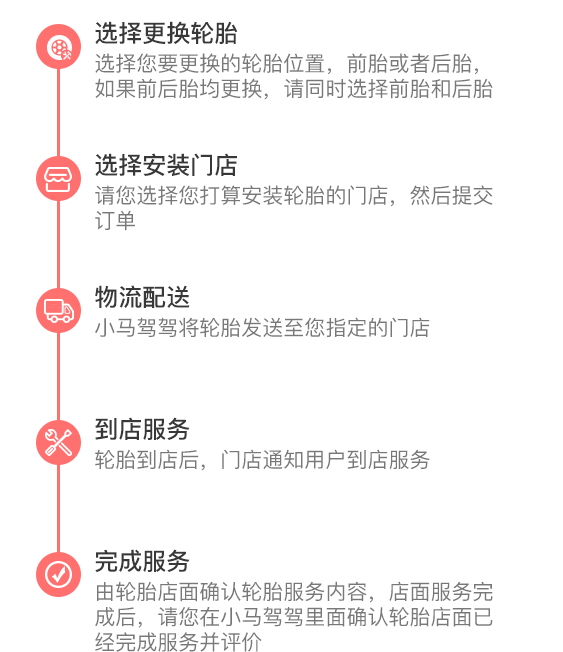 选择更换轮胎
选择您要更换的轮胎位置，前胎或者后胎，
如果前后胎均更换，请同时选择前胎和后胎
选择安装门店
请您选择您打算安装轮胎的门店，然后提交
订单
物流配送
小马驾驾将轮胎发送至您指定的门店
到店服务
轮胎到店后，门店通知用户到店服务
完成服务
由轮胎店面确认轮胎服务内容，店面服务完
成后，请您在小马驾驾里面确认轮胎店面已
经完成服务并评价